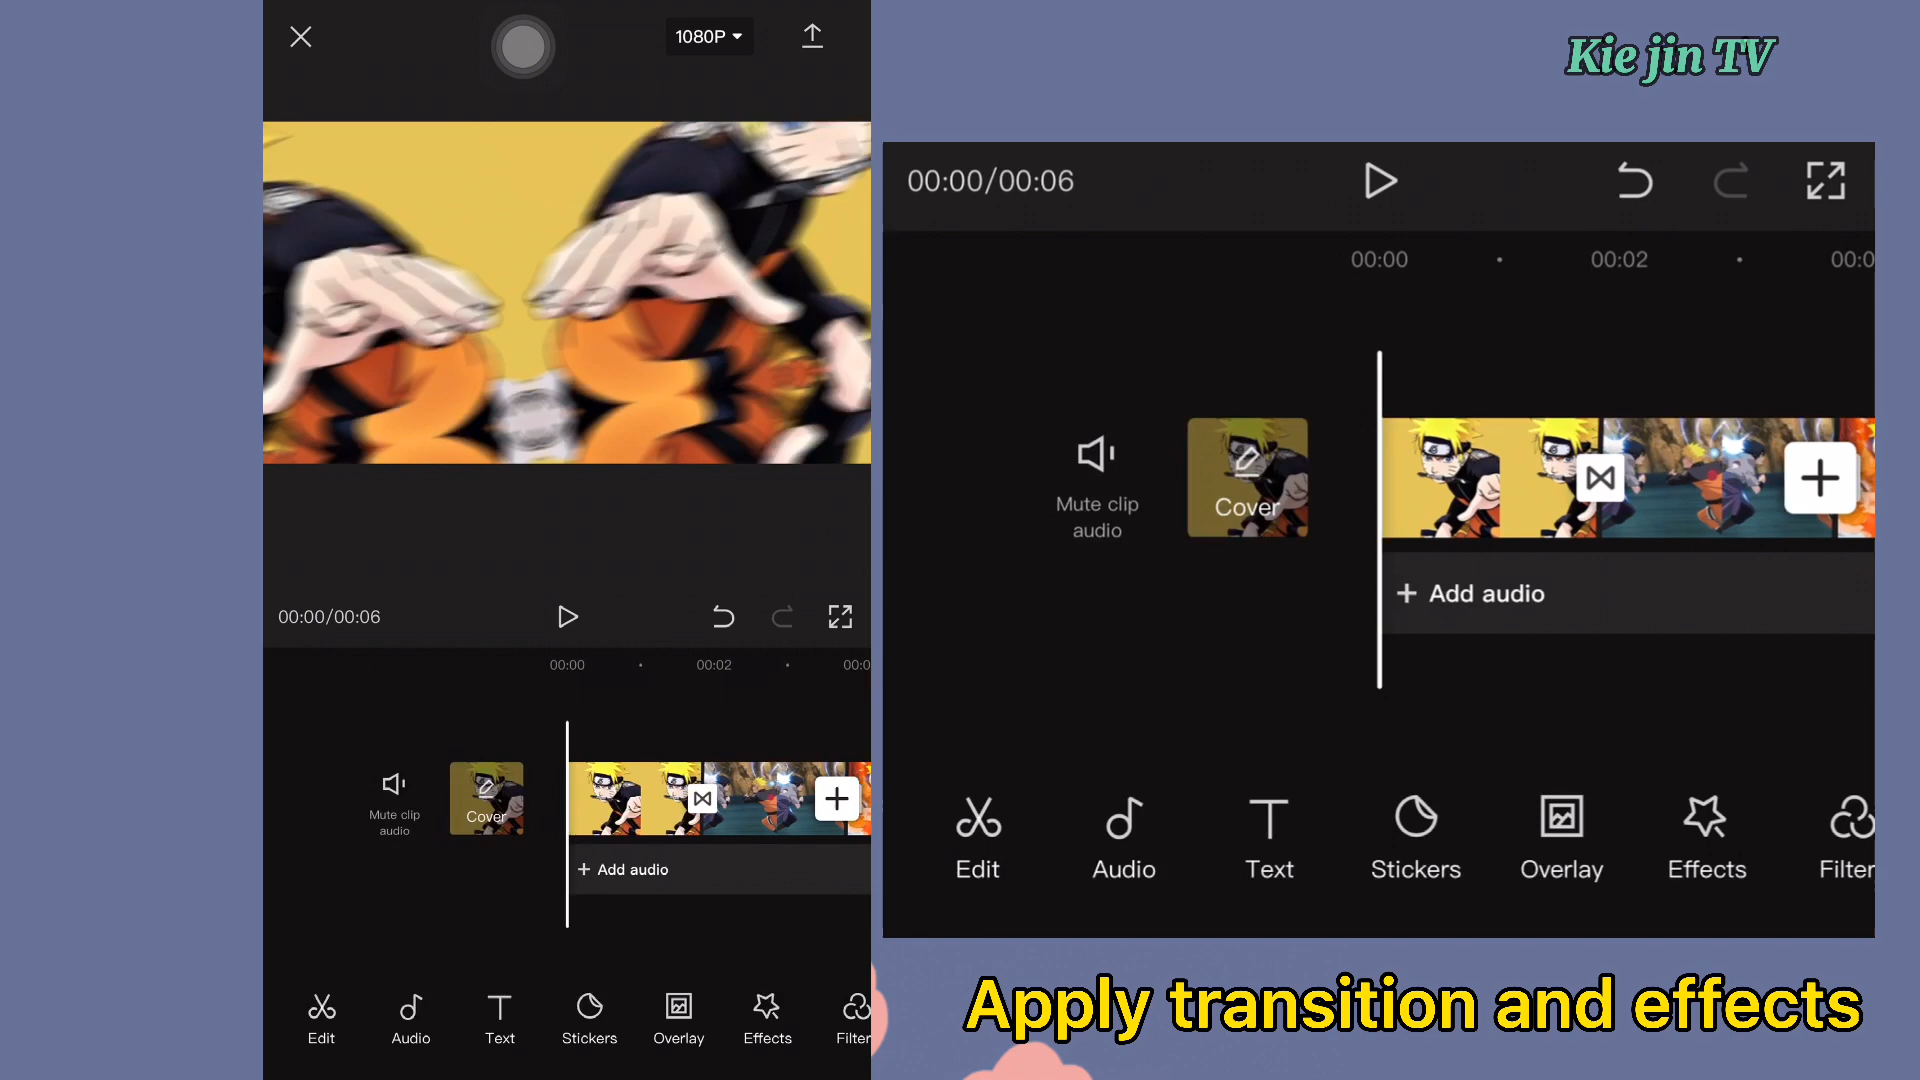 1080P
Kie jin TV
00:00/00:06
00:00
00:02
Mute clip
audio
Cover
Add audio
Edit
Audio
Text
Stickers
Overlay
Effects
Filter
00:00/00:06
00:00
00:02
00:0
Mute clip
audio
Cover
Add audio
Edit
Audio
Text
Stickers
Overlay
Effects
Filter
Apply transition and effects